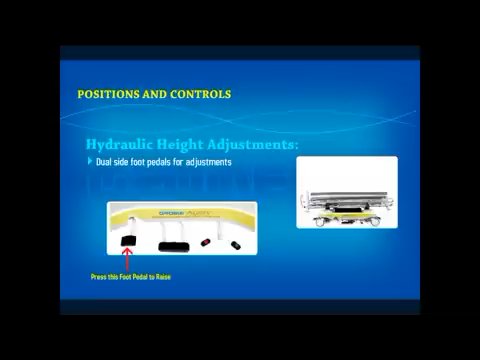 POSITIONS AND CONTROLS
Hydraulic Height Adjustments:
Dual side foot pedals for adjustments
Press this Foot Pedal to Raise